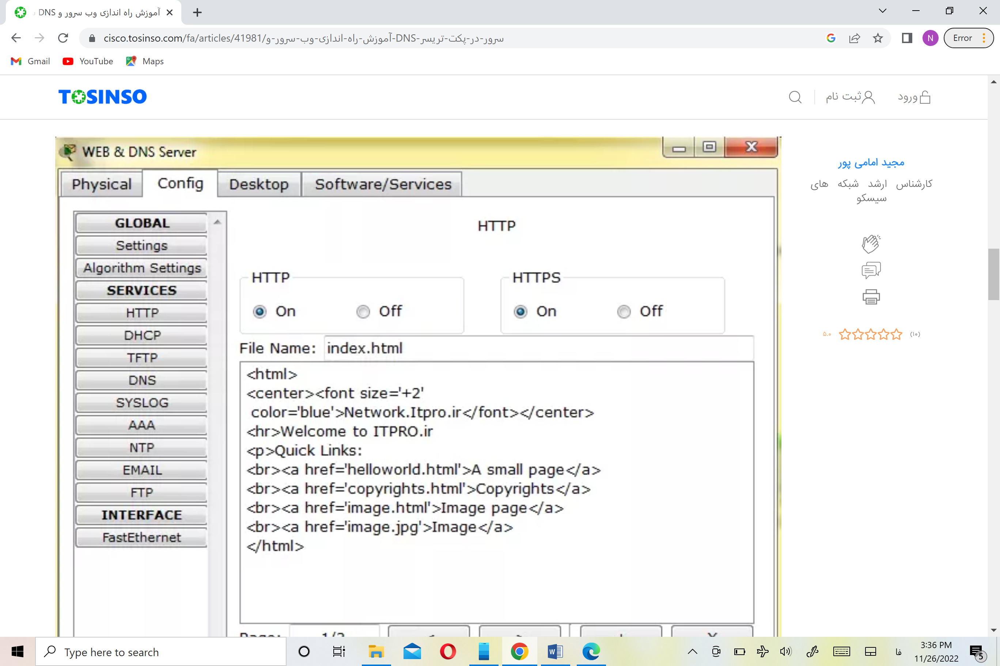 آموزش راه اندازی وب سرور و DNS
cisco.tosinso.com/fa/articles/41981/آموزش-راه-اندازی-وب-سرور-و-DNS-سرور-در-پکت-تریسر
N
Error
Gmail
YouTube
Maps
TOSINSO
ثبت نام
ورود
WEB & DNS Server
Physical
Config
Desktop
Software/Services
GLOBAL
Settings
Algorithm Settings
SERVICES
HTTP
DHCP
TFTP
DNS
SYSLOG
AAA
NTP
EMAIL
FTP
INTERFACE
FastEthernet
HTTP
HTTP
On
Off
HTTPS
On
Off
File Name:
index.html
<html>
<center><font size='+2'
color='blue'>Network.Itpro.ir</font></center>
<hr>Welcome to ITPRO.ir
<p>Quick Links:
<br><a href='helloworld.html'>A small page</a>
<br><a href='copyrights.html'>Copyrights</a>
<br><a href='image.html'>Image page</a>
<br><a href='image.jpg'>Image</a>
</html>
مجید امامی پور
کارشناس ارشد شبکه های
سیسکو
۵.۰
(۱۰)
Type here to search
فا
3:36 PM
11/26/2022
5